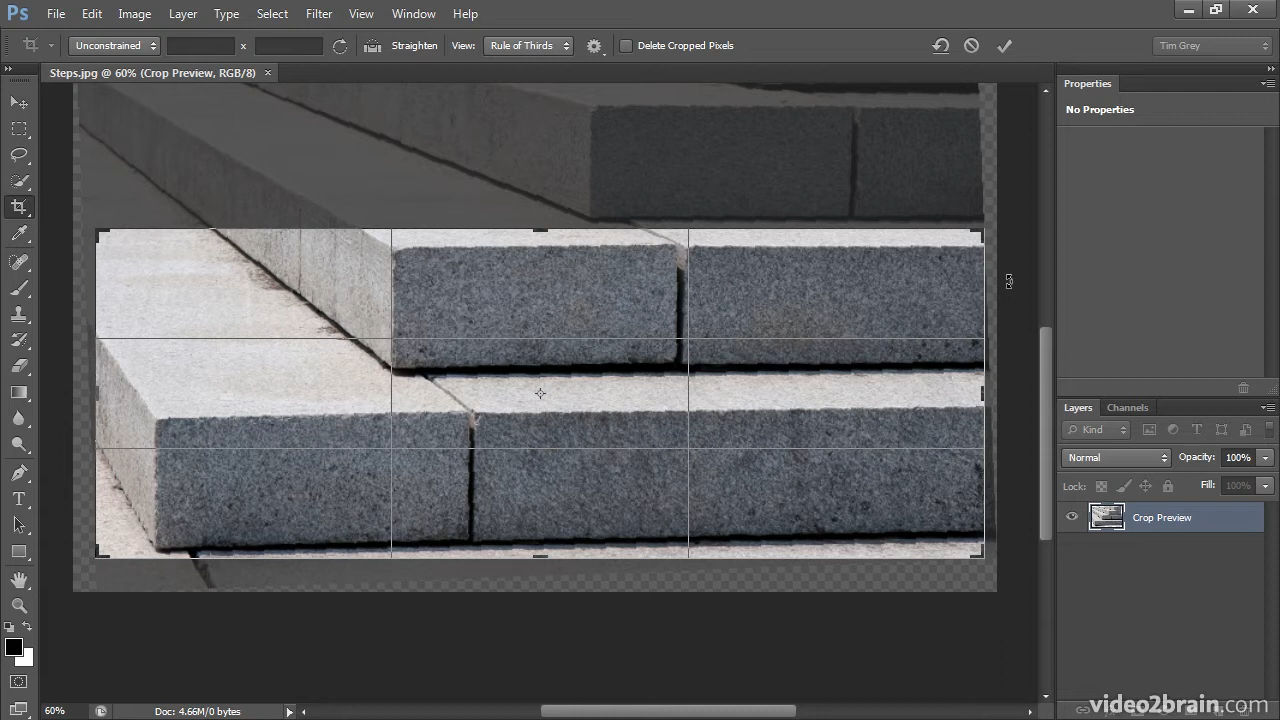 Ps File Edit Image Layer Type Select Filter View Window Help
Unconstrained x Straighten View: Rule of Thirds Delete Cropped Pixels Tim Grey
Steps.jpg @ 60% (Crop Preview, RGB/8) ×
Properties
No Properties
Layers Channels
Kind
Normal Opacity: 100%
Lock: Fill: 100%
Crop Preview
60% Doc: 4.66M/0 bytes
video2brain.com